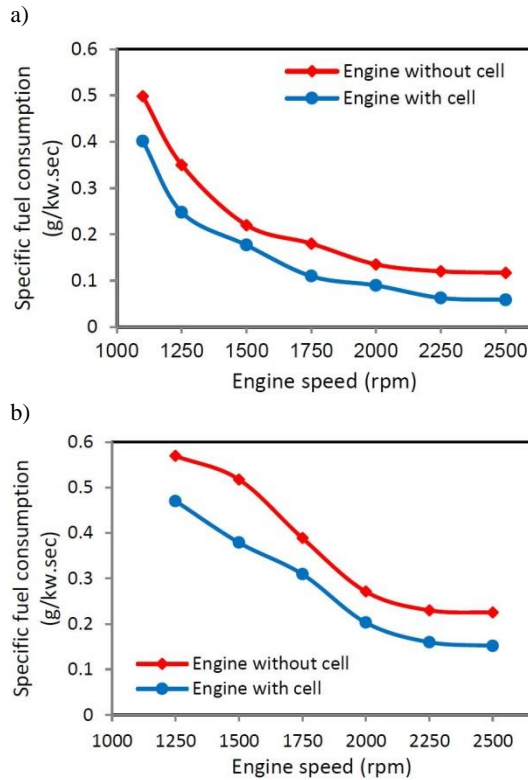 a)
Specific fuel consumption
(g/kw.sec)
0.6
0.5
0.4
0.3
0.2
0.1
0
Engine without cell
Engine with cell
1000 1250 1500 1750 2000 2250 2500
Engine speed (rpm)
b)
Specific fuel consumption
(g/kw.sec)
0.6
0.5
0.4
0.3
0.2
0.1
0
Engine without cell
Engine with cell
1000 1250 1500 1750 2000 2250 2500
Engine speed (rpm)